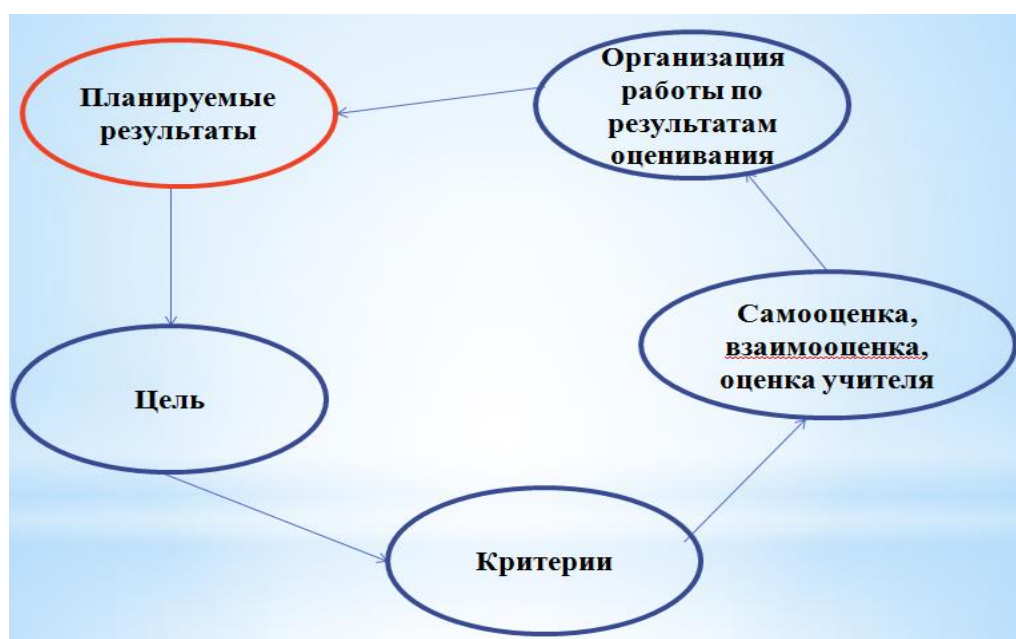 Планируемые
результаты
Организация
работы по
результатам
оценивания
Цель
Самооценка,
взаимооценка,
оценка учителя
Критерии